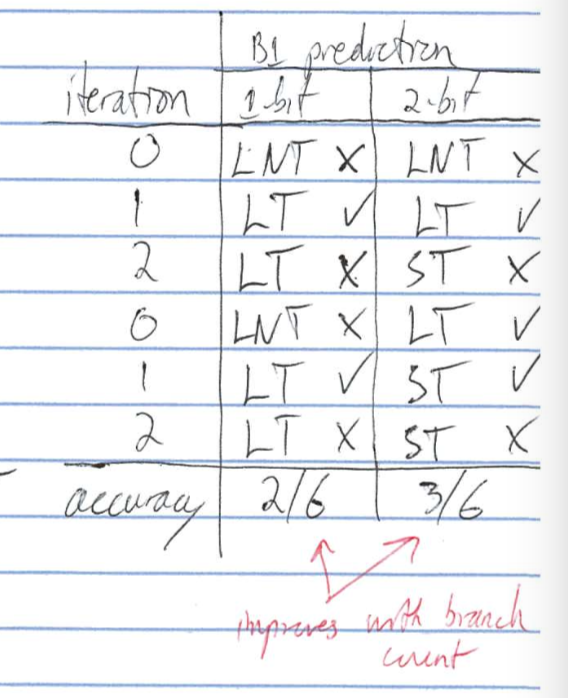 B1 prediction
iteration 1-bit 2-bit
0 LNT X LNT X
1 LT ✓ LT ✓
2 LT X ST X
0 LNT X LT ✓
1 LT ✓ ST ✓
2 LT X ST X
accuracy 2/6 3/6
improves with branch
count